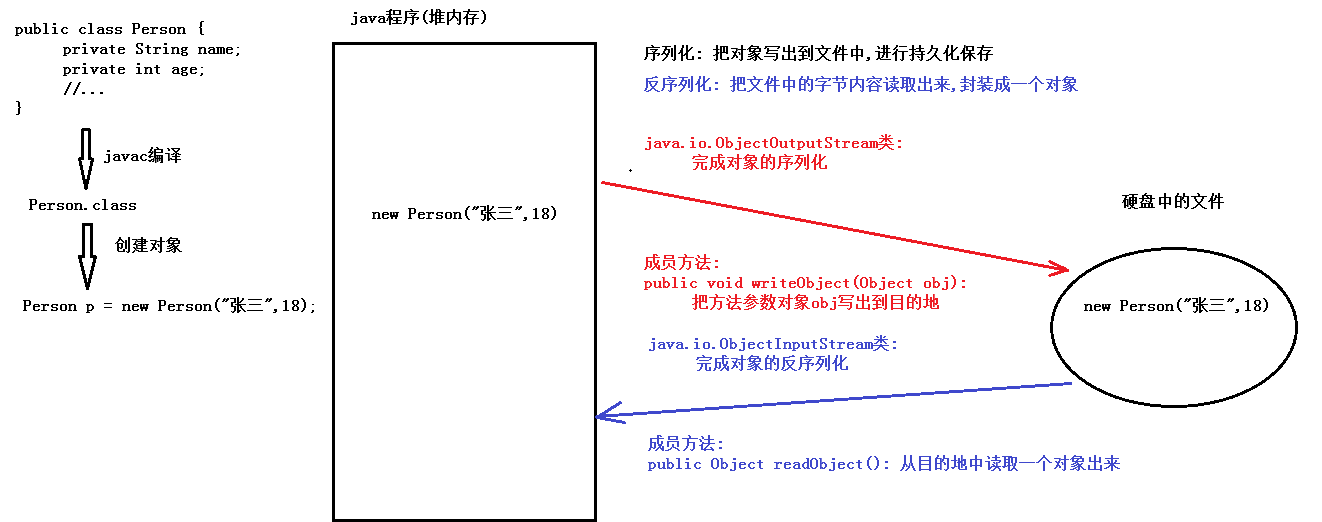 public class Person {
private String name;
private int age;
//...
}
javac编译
Person.class
创建对象
Person p = new Person("张三",18);
java程序(堆内存)
new Person("张三",18)
序列化: 把对象写出到文件中,进行持久化保存
反序列化: 把文件中的字节内容读取出来,封装成一个对象
java.io.ObjectOutputStream类:
完成对象的序列化
成员方法:
public void writeObject(Object obj):
把方法参数对象obj写出到目的地
java.io.ObjectInputStream类:
完成对象的反序列化
成员方法:
public Object readObject(): 从目的地中读取一个对象出来
硬盘中的文件
new Person("张三",18)